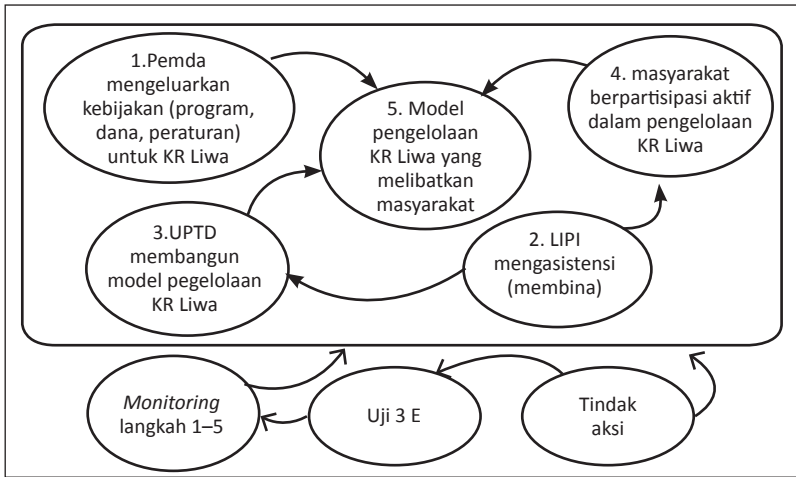 1.Pemda
mengeluarkan
kebijakan (program,
dana, peraturan)
untuk KR Liwa
5. Model
pengelolaan
KR Liwa yang
melibatkan
masyarakat
4. masyarakat
berpartisipasi aktif
dalam pengelolaan
KR Liwa
3.UPTD
membangun
model pegelolaan
KR Liwa
2. LIPI
mengasistensi
(membina)
Monitoring
langkah 1–5
Uji 3 E
Tindak
aksi